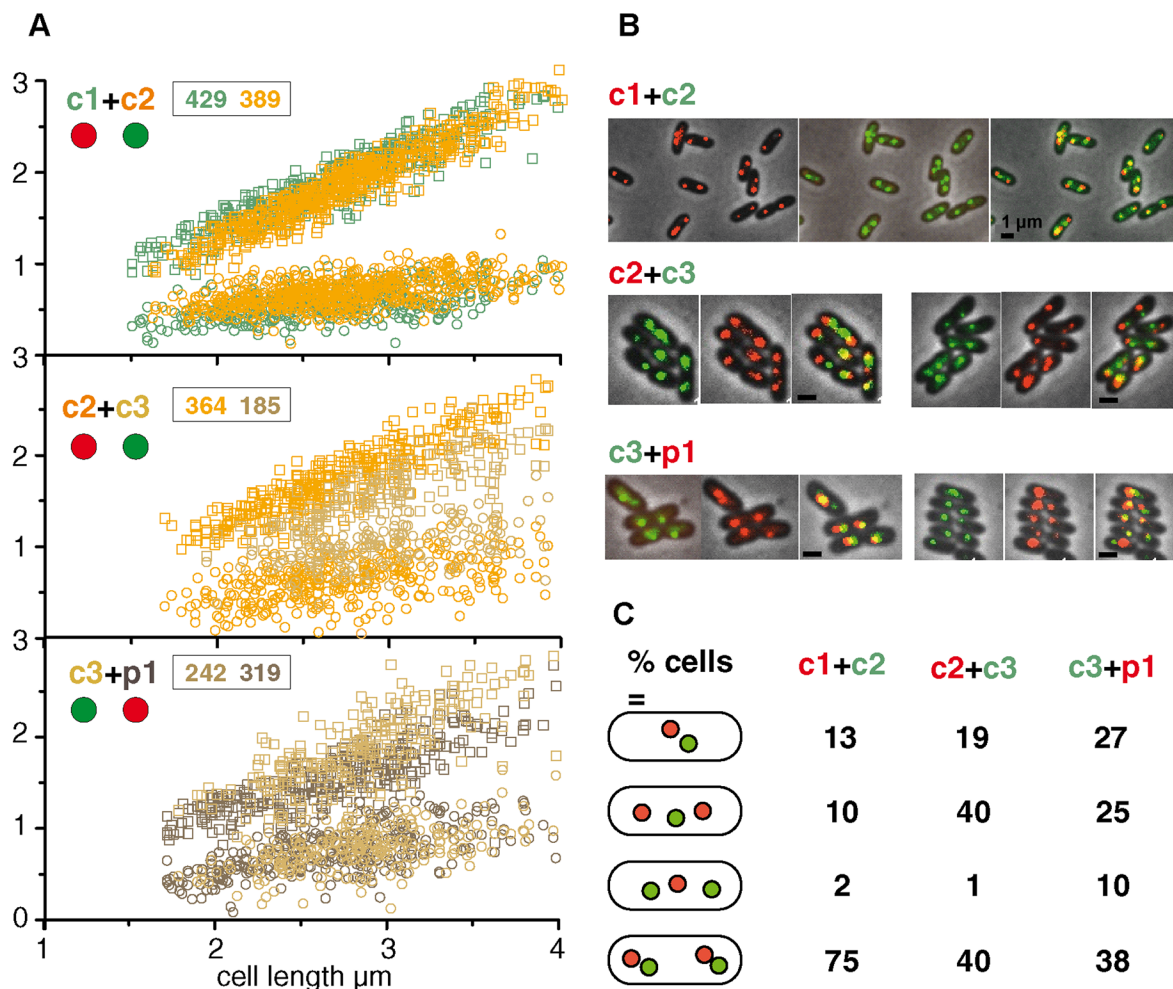 A
3
c1+c2
429 389
2
1
3
c2+c3
364 185
2
1
3
c3+p1
242 319
2
1
0
1 2 3 4
cell length µm
B
c1+c2
1 µm
c2+c3
c3+p1
C
% cells c1+c2 c2+c3 c3+p1
=
13 19 27
10 40 25
2 1 10
75 40 38